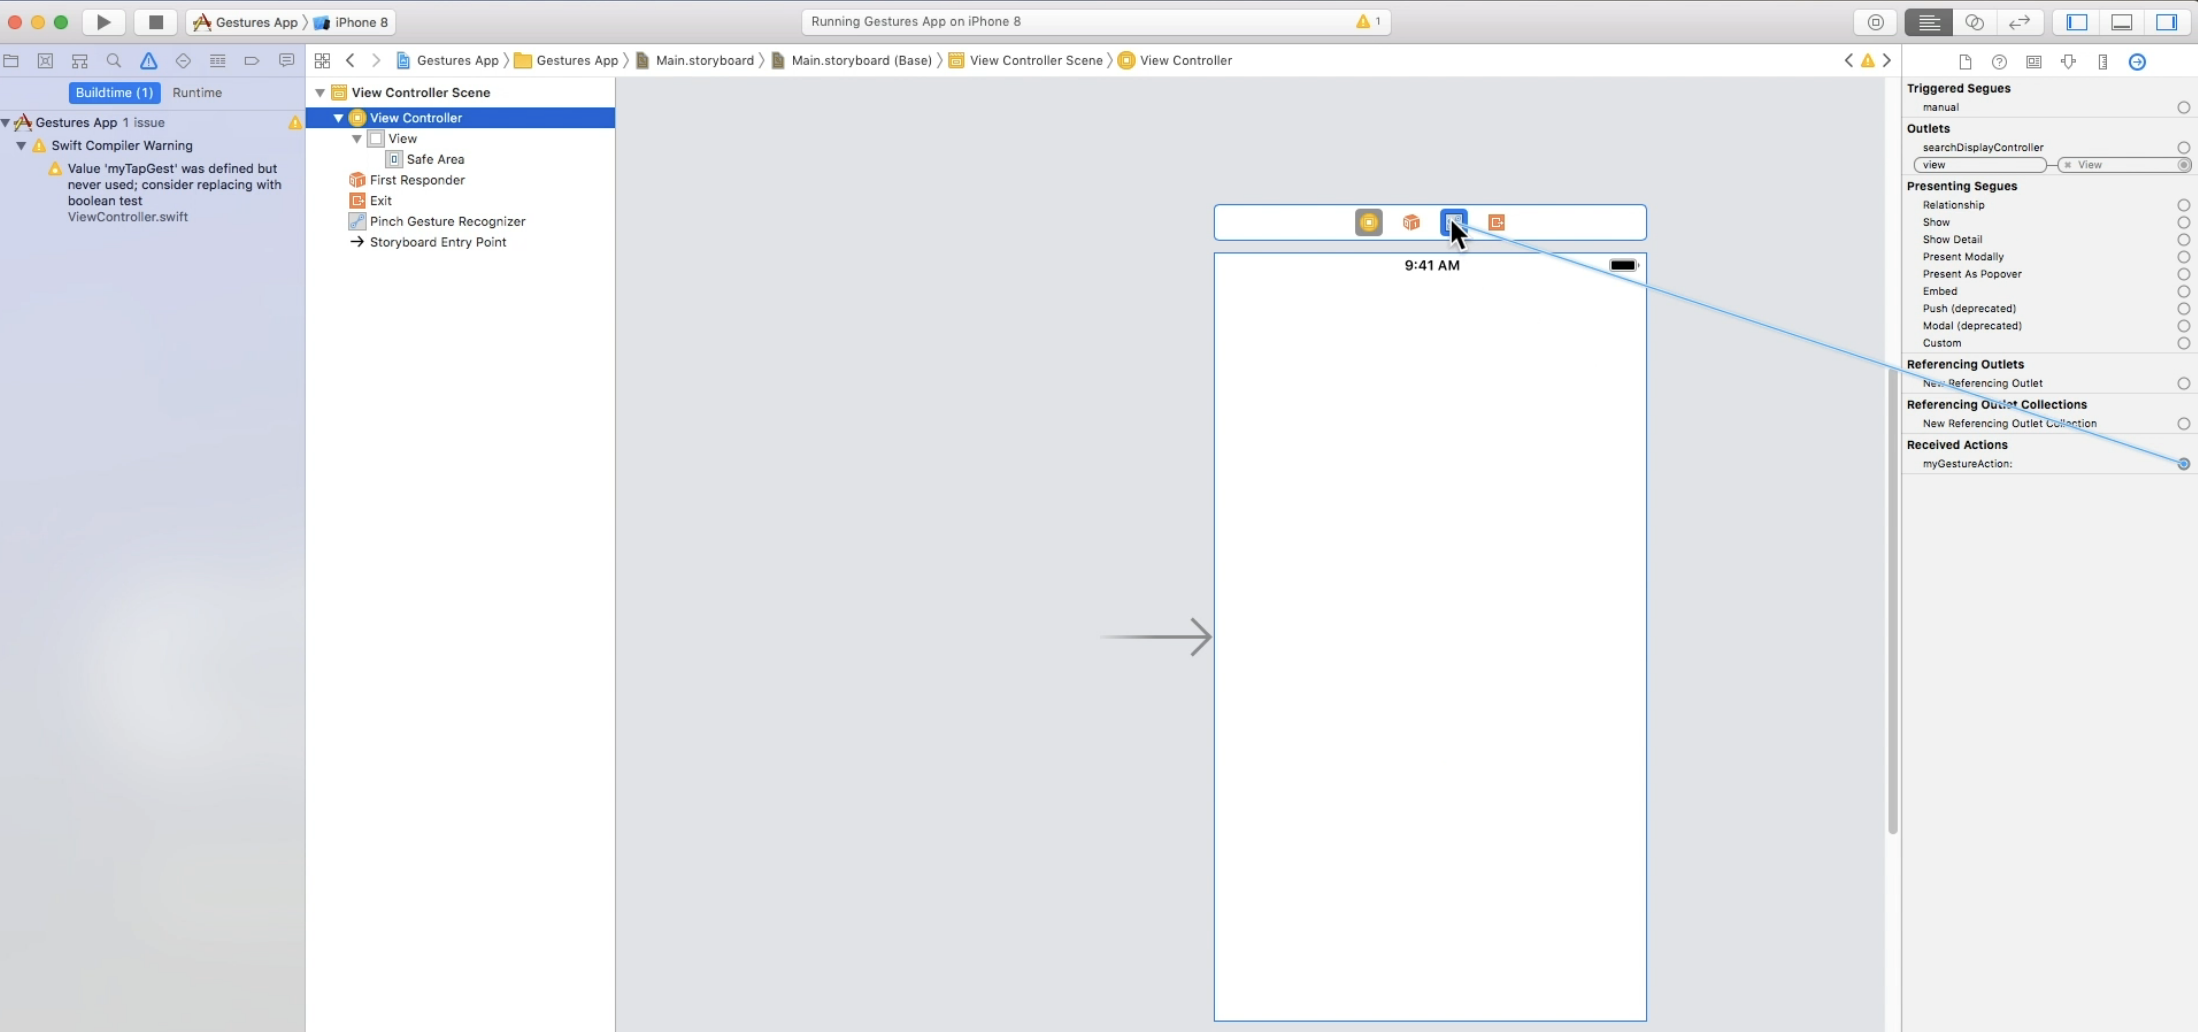 Gestures App iPhone 8
Running Gestures App on iPhone 8
1
Gestures App
Gestures App
Main.storyboard
Main.storyboard (Base)
View Controller Scene
View Controller
Buildtime (1)
Runtime
Gestures App 1 issue
Swift Compiler Warning
Value 'myTapGest' was defined but
never used; consider replacing with
boolean test
ViewController.swift
View Controller Scene
View Controller
View
Safe Area
First Responder
Exit
Pinch Gesture Recognizer
Storyboard Entry Point
9:41 AM
Triggered Segues
manual
Outlets
searchDisplayController
view
View
Presenting Segues
Relationship
Show
Show Detail
Present Modally
Present As Popover
Embed
Push (deprecated)
Modal (deprecated)
Custom
Referencing Outlets
New Referencing Outlet
Referencing Outlet Collections
New Referencing Outlet Collection
Received Actions
myGestureAction: